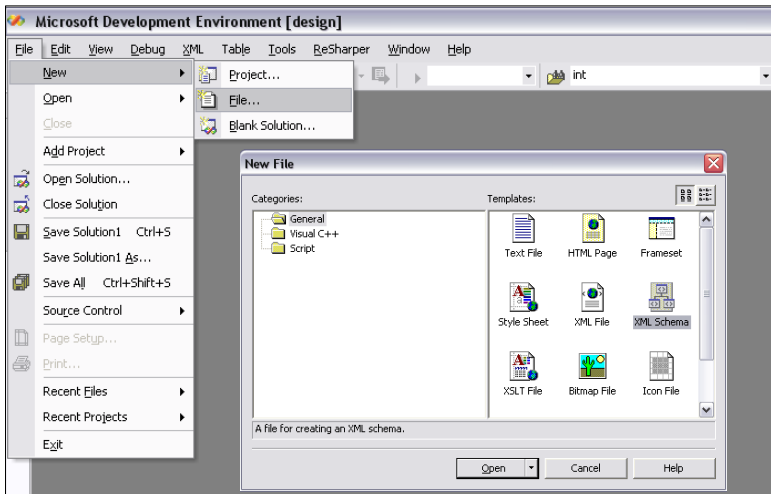 Microsoft Development Environment [design]
File Edit View Debug XML Table Tools ReSharper Window Help
int
New
Open
Close
Add Project
Open Solution...
Close Solution
Save Solution1 Ctrl+S
Save Solution1 As...
Save All Ctrl+Shift+S
Source Control
Page Setup...
Print...
Recent Files
Recent Projects
Exit
Project...
File...
Blank Solution...
New File
Categories:
General
Visual C++
Script
Templates:
Text File HTML Page Frameset
Style Sheet XML File XML Schema
XSLT File Bitmap File Icon File
A file for creating an XML schema.
Open Cancel Help